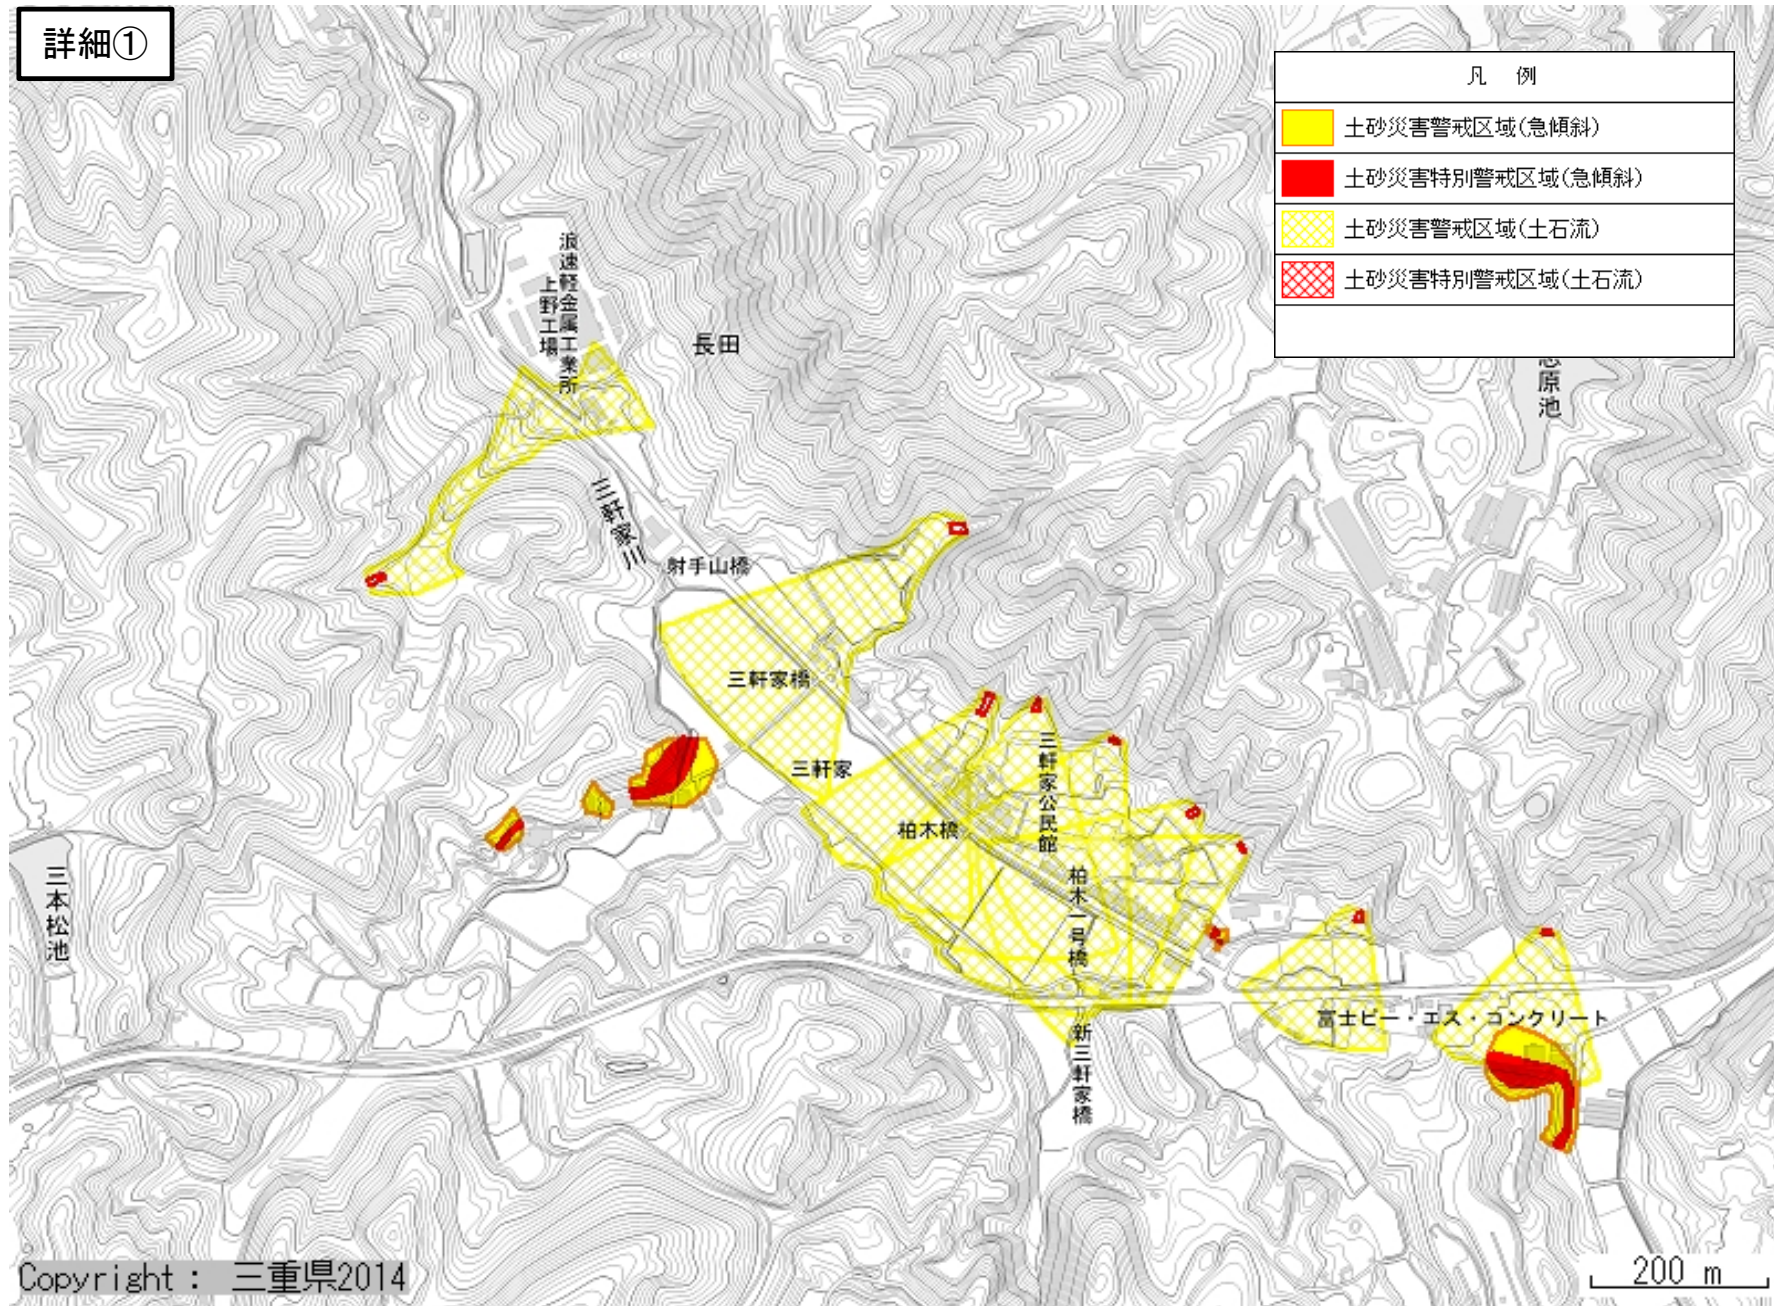 詳細①
凡 例
土砂災害警戒区域(急傾斜)
土砂災害特別警戒区域(急傾斜)
土砂災害警戒区域(土石流)
土砂災害特別警戒区域(土石流)
浪速軽金属工業所
上野工場
長田
原池
三軒家川
射手山橋
三軒家橋
三軒家
三軒家公民館
柏木橋
柏木一号橋
三本松池
富士ピー・エス・コンクリート
新三軒家橋
Copyright : 三重県2014
200 m